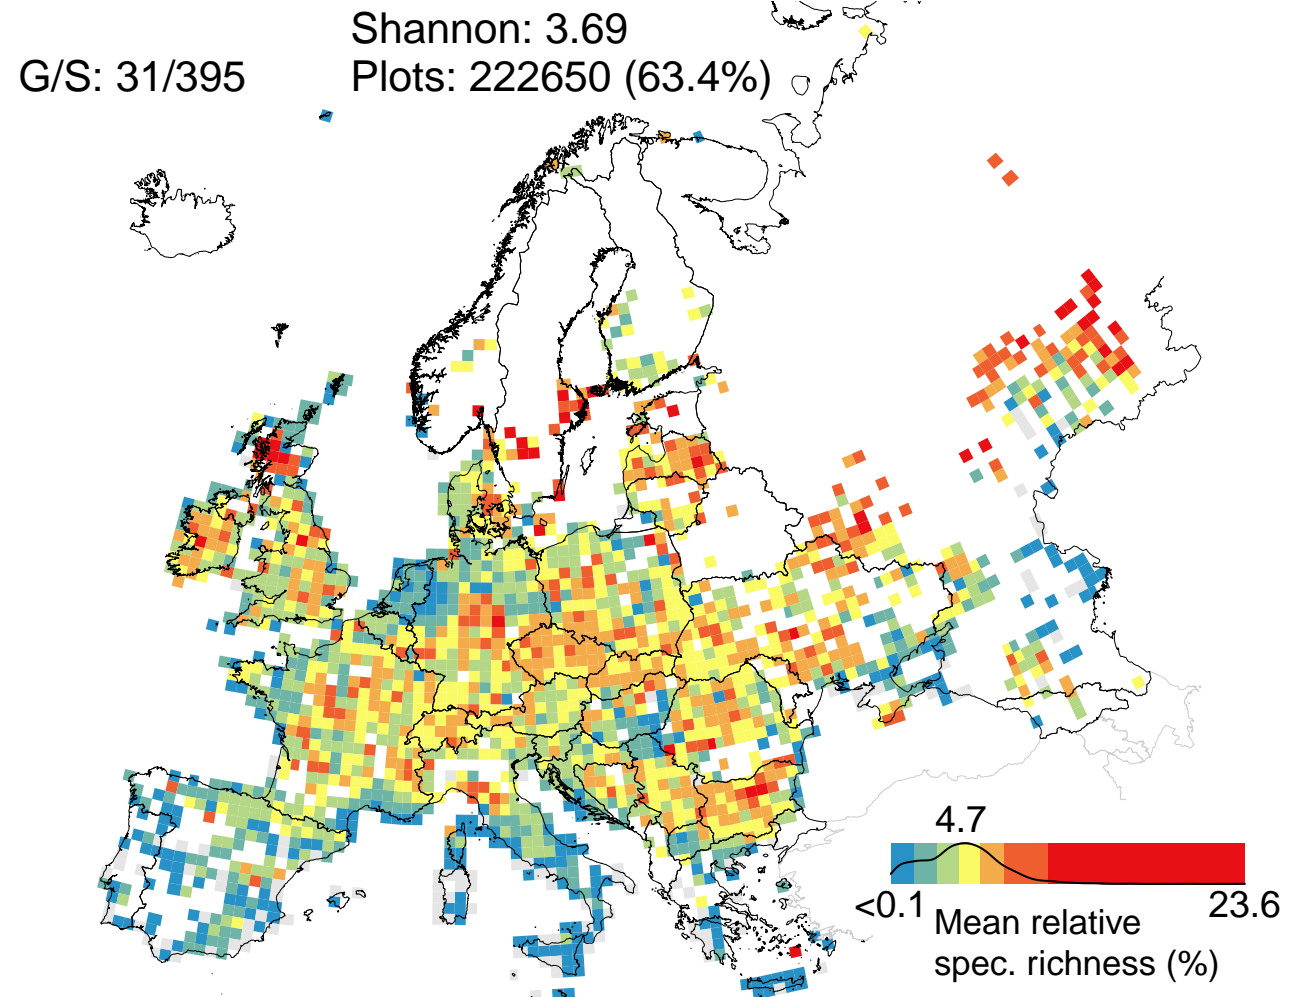 Shannon: 3.69
G/S: 31/395
Plots: 222650 (63.4%)
4.7
<0.1
23.6
Mean relative
spec. richness (%)